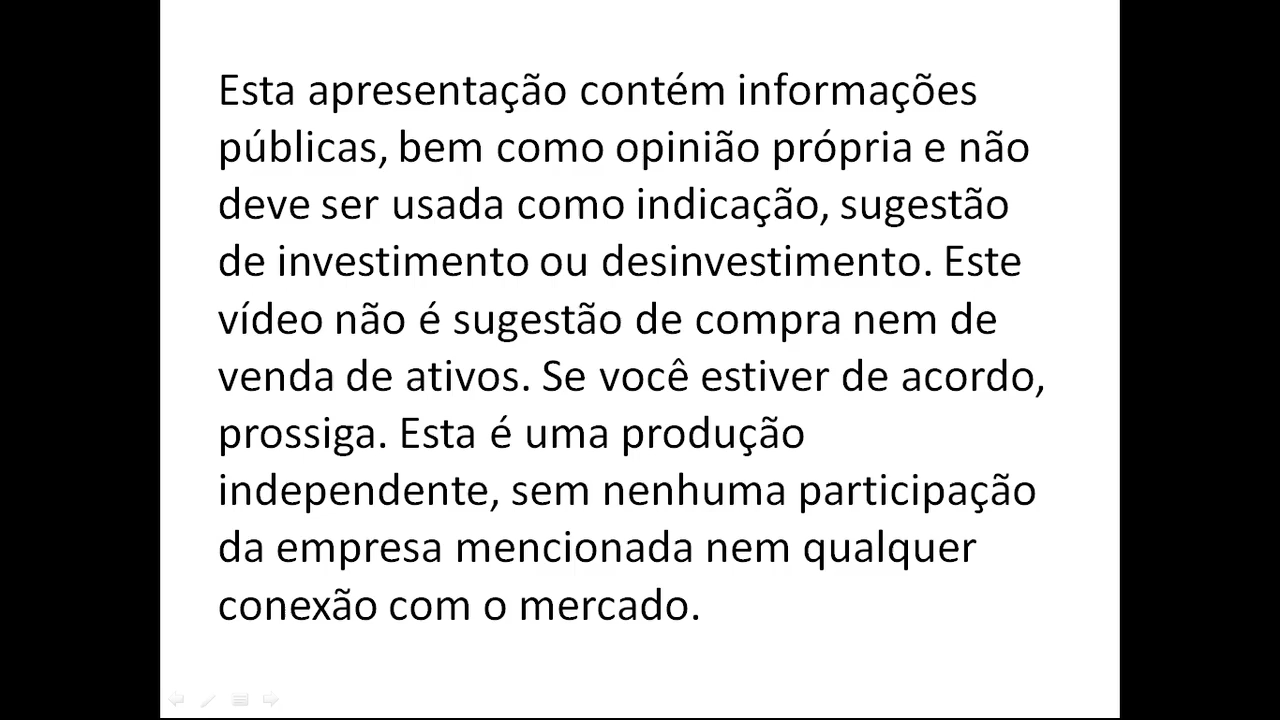 Esta apresentação contém informações
públicas, bem como opinião própria e não
deve ser usada como indicação, sugestão
de investimento ou desinvestimento. Este
vídeo não é sugestão de compra nem de
venda de ativos. Se você estiver de acordo,
prossiga. Esta é uma produção
independente, sem nenhuma participação
da empresa mencionada nem qualquer
conexão com o mercado.